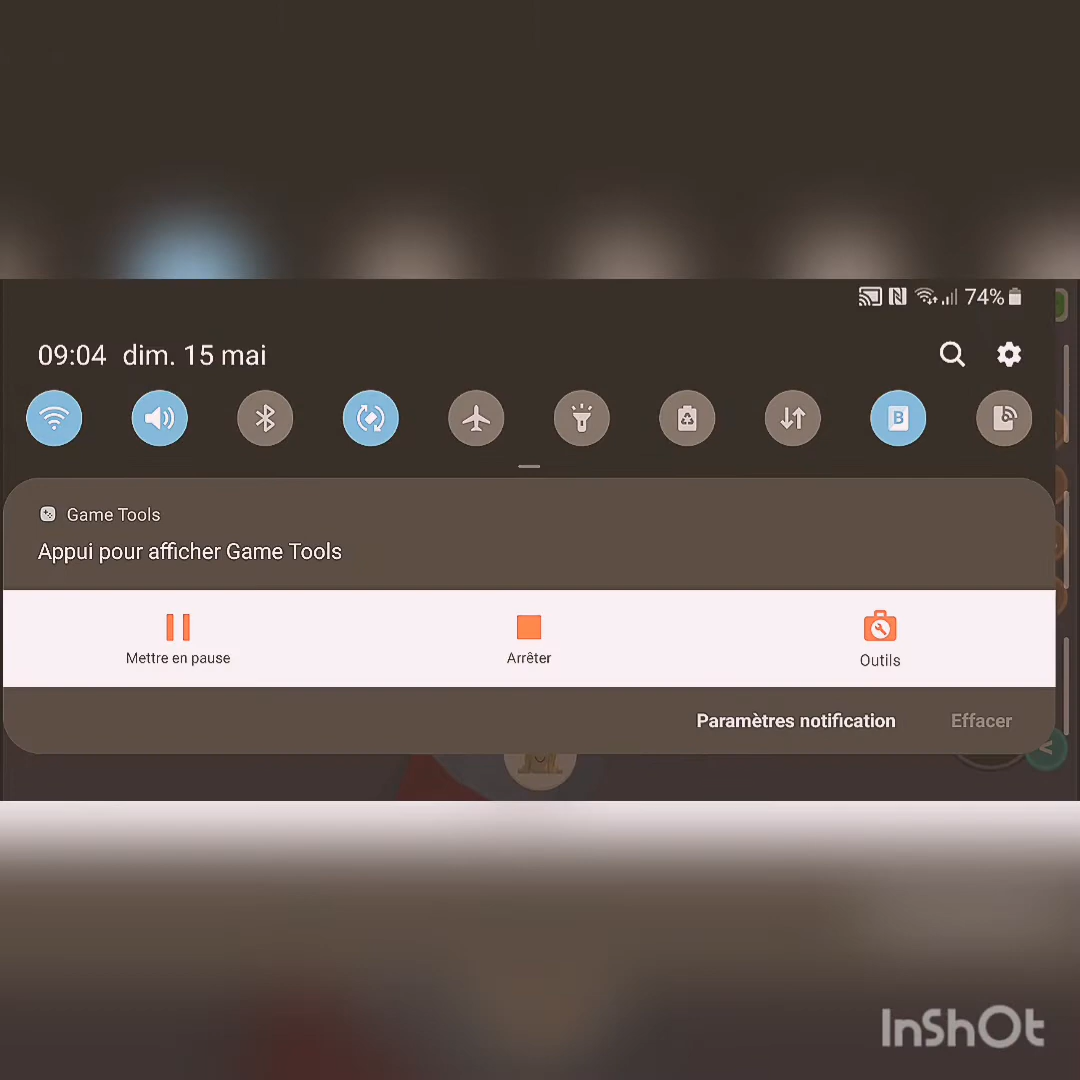 74%
09:04 dim. 15 mai
B
Game Tools
Appui pour afficher Game Tools
Mettre en pause
Arrêter
Outils
Paramètres notification
Effacer
InShOt